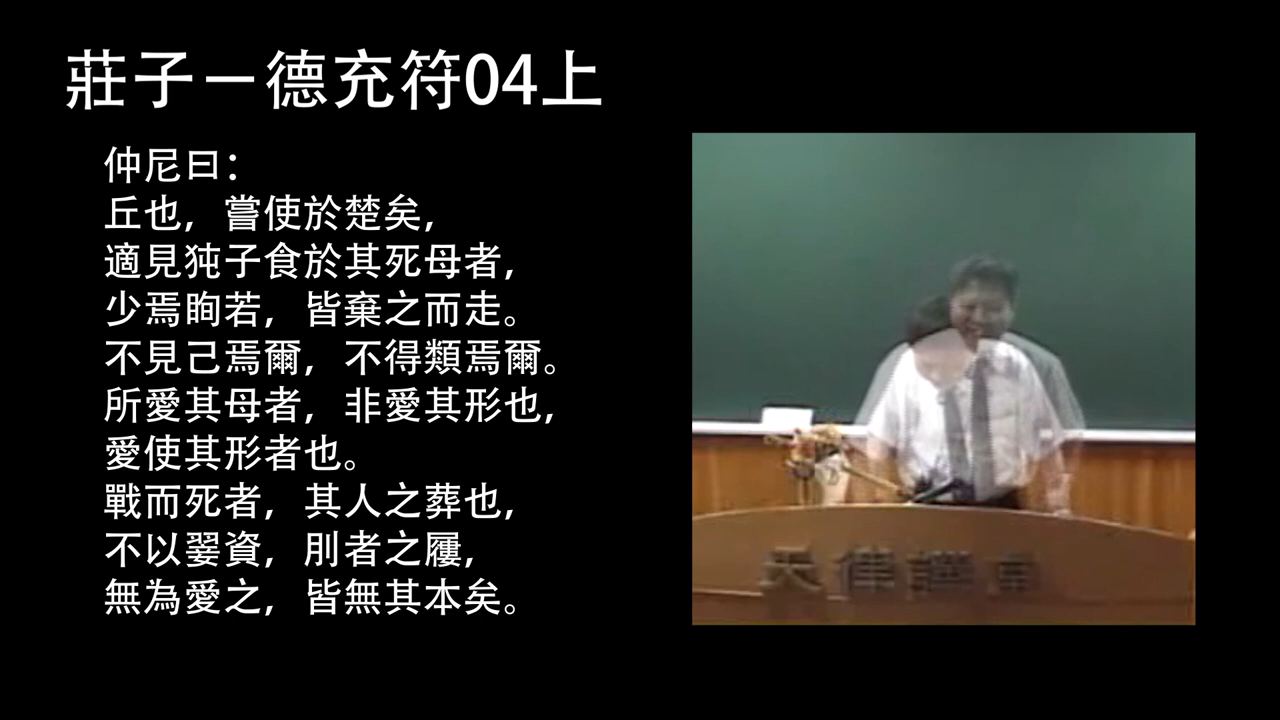 莊子－德充符04上
仲尼曰：
丘也，嘗使於楚矣，
適見㹠子食於其死母者，
少焉眴若，皆棄之而走。
不見己焉爾，不得類焉爾。
所愛其母者，非愛其形也，
愛使其形者也。
戰而死者，其人之葬也，
不以翣資，刖者之屨，
無為愛之，皆無其本矣。